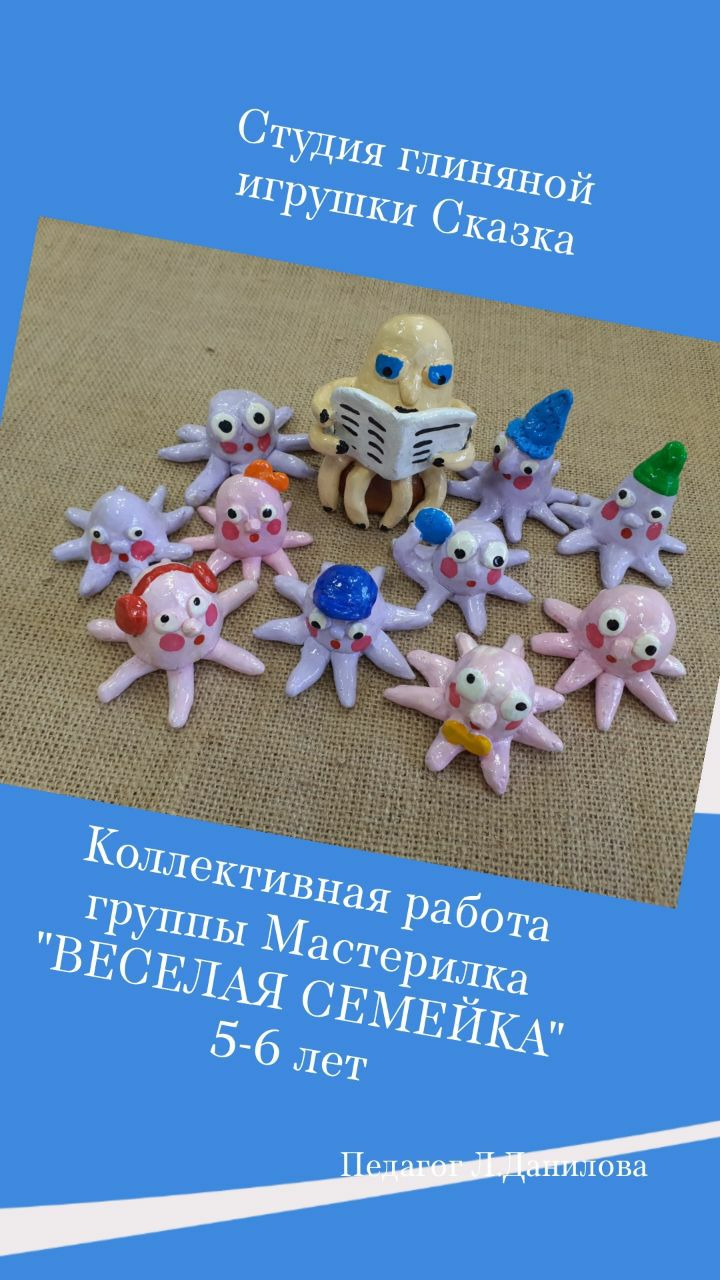 Студия глиняной
игрушки Сказка
Коллективная работа
группы Мастерилка
"ВЕСЕЛАЯ СЕМЕЙКА"
5-6 лет
Педагог Л.Данилова